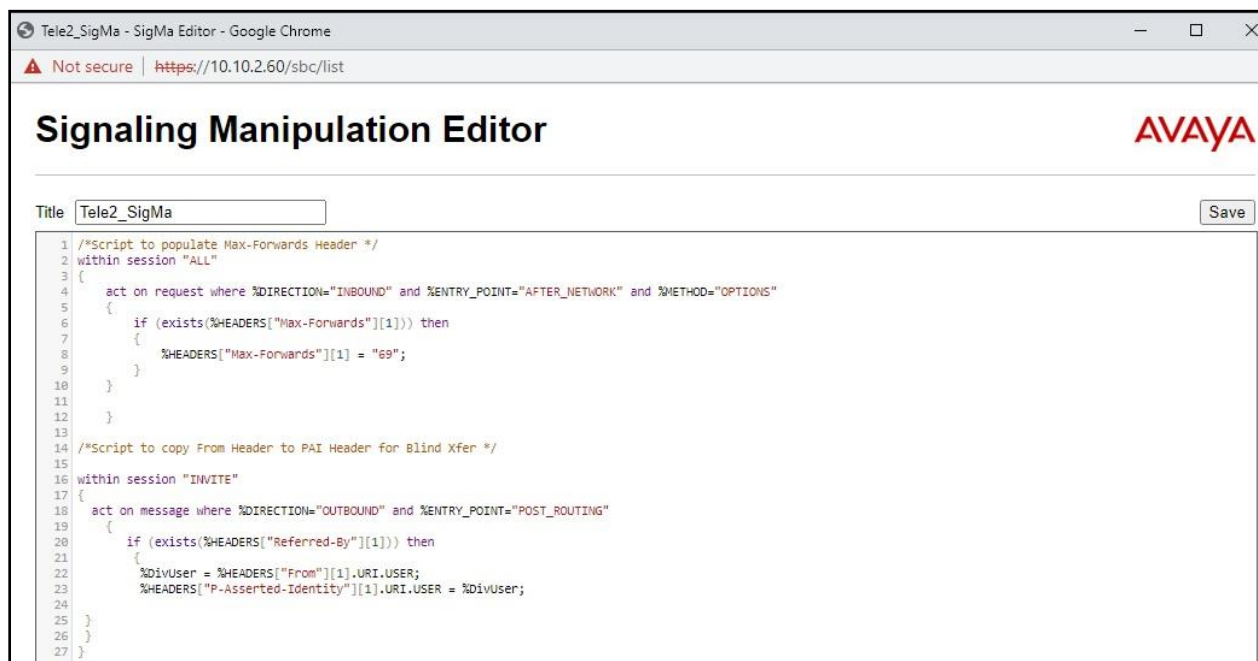 Tele2_SigMa - SigMa Editor - Google Chrome
Not secure | https://10.10.2.60/sbc/list
Signaling Manipulation Editor
AVAYA
Title Tele2_SigMa Save
1 /*Script to populate Max-Forwards Header */
2 within session "ALL"
3 {
4 act on request where %DIRECTION="INBOUND" and %ENTRY_POINT="AFTER_NETWORK" and %METHOD="OPTIONS"
5 {
6 if (exists(%HEADERS["Max-Forwards"][1])) then
7 {
8 %HEADERS["Max-Forwards"][1] = "69";
9 }
10 }
11
12 }
13
14 /*Script to copy From Header to PAI Header for Blind Xfer */
15
16 within session "INVITE"
17 {
18 act on message where %DIRECTION="OUTBOUND" and %ENTRY_POINT="POST_ROUTING"
19 {
20 if (exists(%HEADERS["Referred-By"][1])) then
21 {
22 %DivUser = %HEADERS["From"][1].URI.USER;
23 %HEADERS["P-Asserted-Identity"][1].URI.USER = %DivUser;
24
25 }
26 }
27 }